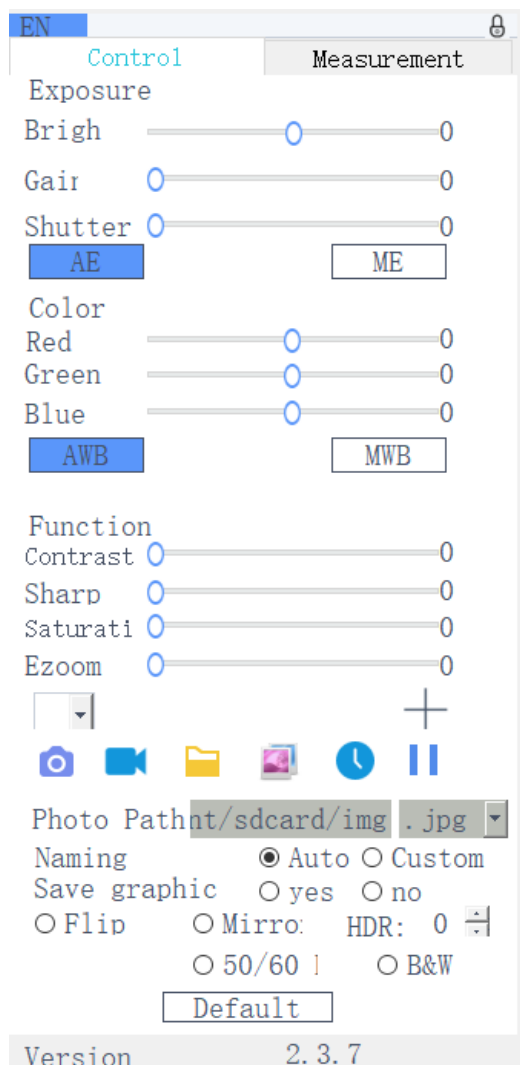 EN
Control Measurement
Exposure
Brigh 0
Gair 0
Shutter 0
AE ME
Color
Red 0
Green 0
Blue 0
AWB MWB
Function
Contrast 0
Sharp 0
Saturati 0
Ezoom 0
Photo Path nt/sdcard/img .jpg
Naming Auto Custom
Save graphic yes no
Flip Mirro HDR: 0
50/60 B&W
Default
Version 2.3.7